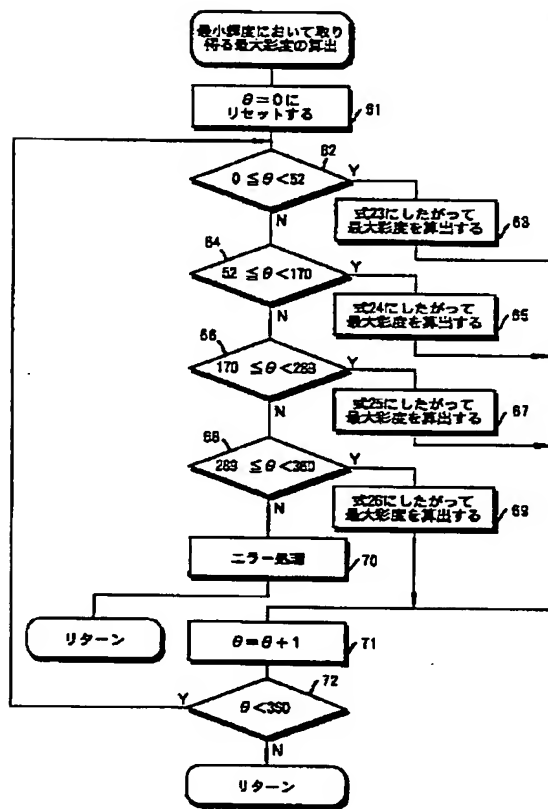 最小輝度において取り
得る最大彩度の算出
θ=0に
リセットする
61
62
0≦θ<52
Y
N
式23にしたがって
最大彩度を算出する
63
64
52≦θ<170
Y
N
式24にしたがって
最大彩度を算出する
65
66
170≦θ<283
Y
N
式25にしたがって
最大彩度を算出する
67
68
283≦θ<360
Y
N
式26にしたがって
最大彩度を算出する
69
エラー処理
70
リターン
θ=θ+1
71
72
Y
θ<360
N
リターン